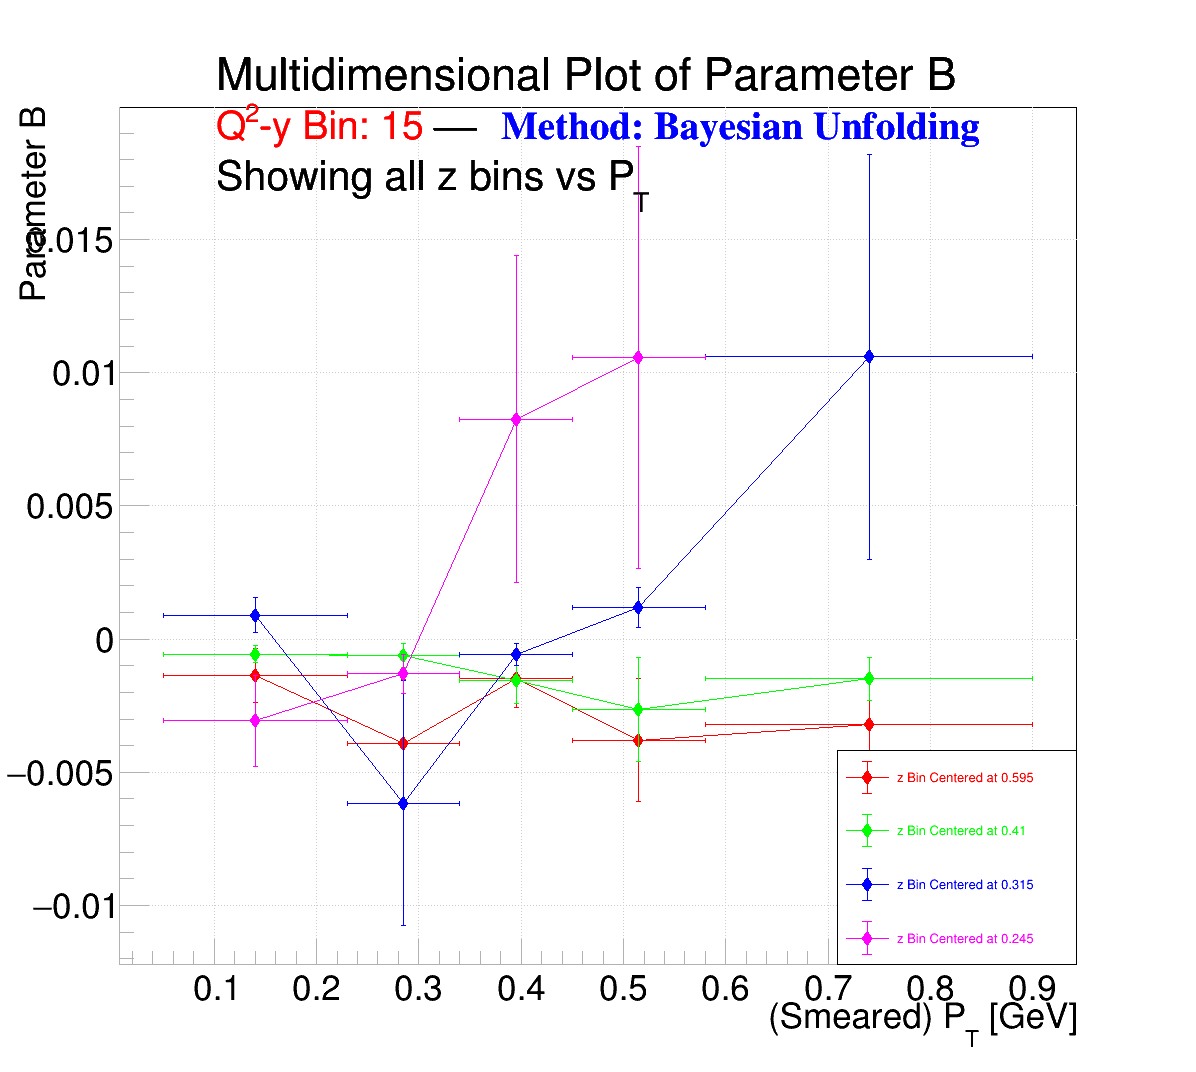 Multidimensional Plot of Parameter B
Q²-y Bin: 15 — Method: Bayesian Unfolding
Showing all z bins vs P_T
Parameter B
0.015
0.01
0.005
0
−0.005
−0.01
0.1 0.2 0.3 0.4 0.5 0.6 0.7 0.8 0.9
(Smeared) P_T [GeV]
z Bin Centered at 0.595
z Bin Centered at 0.41
z Bin Centered at 0.315
z Bin Centered at 0.245